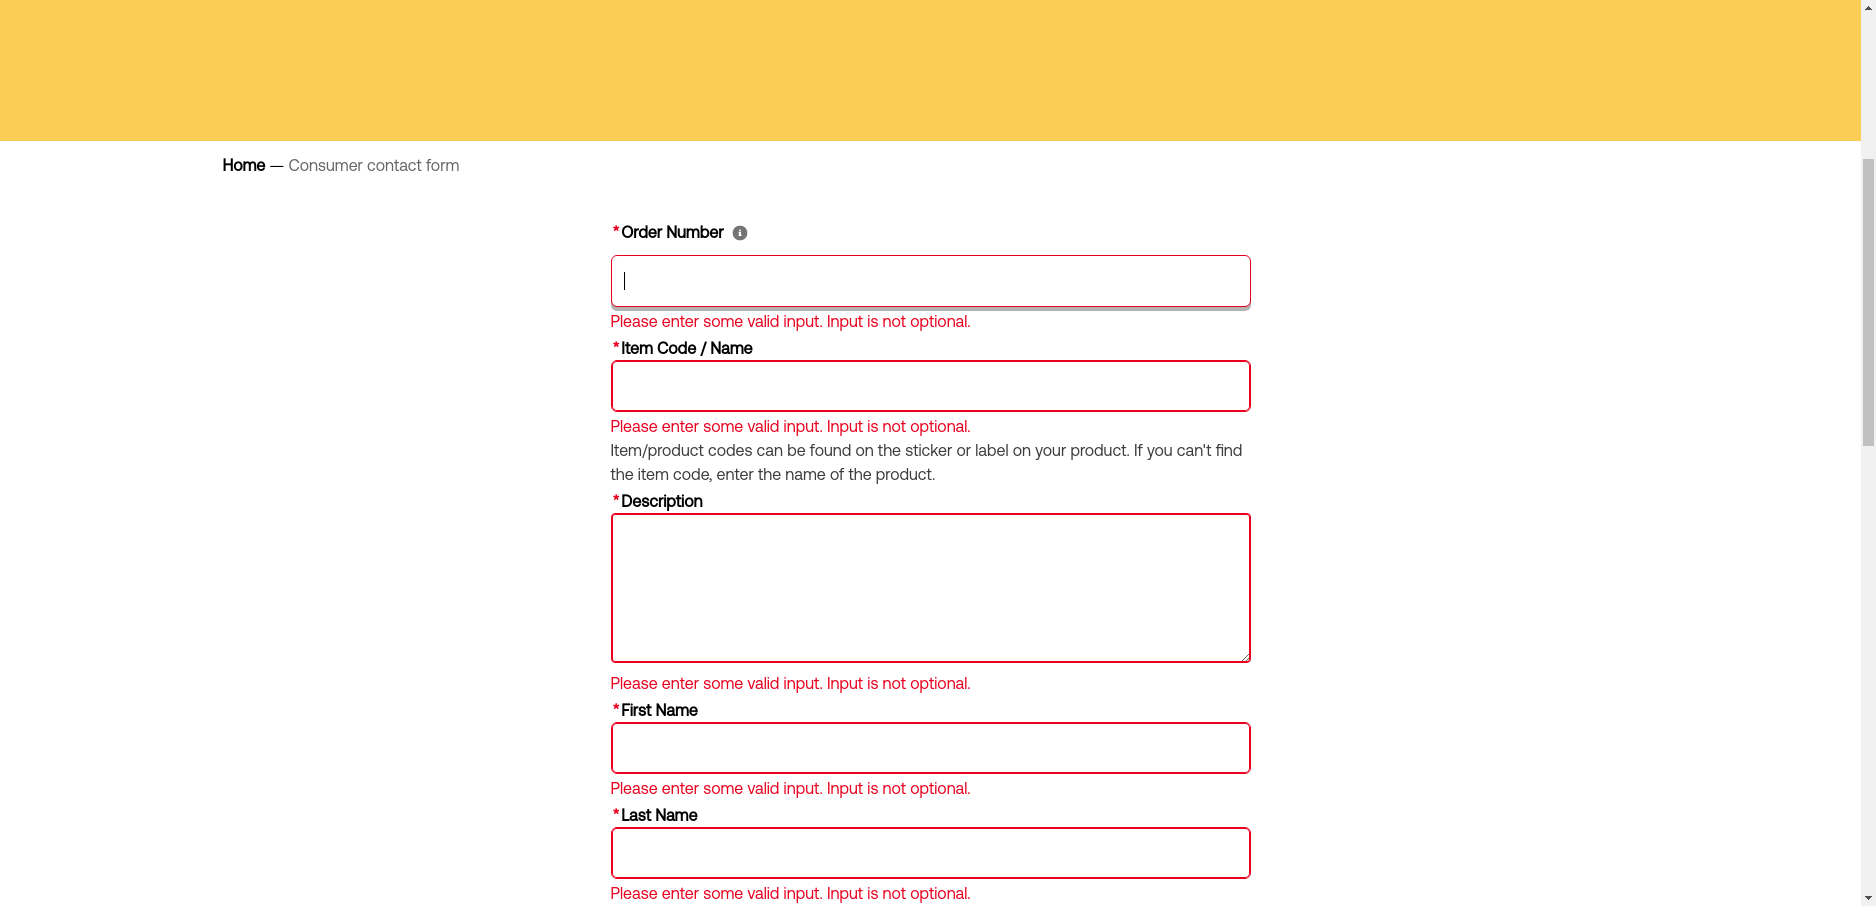 Home — Consumer contact form
*Order Number
Please enter some valid input. Input is not optional.
*Item Code / Name
Please enter some valid input. Input is not optional.
Item/product codes can be found on the sticker or label on your product. If you can't find
the item code, enter the name of the product.
*Description
Please enter some valid input. Input is not optional.
*First Name
Please enter some valid input. Input is not optional.
*Last Name
Please enter some valid input. Input is not optional.